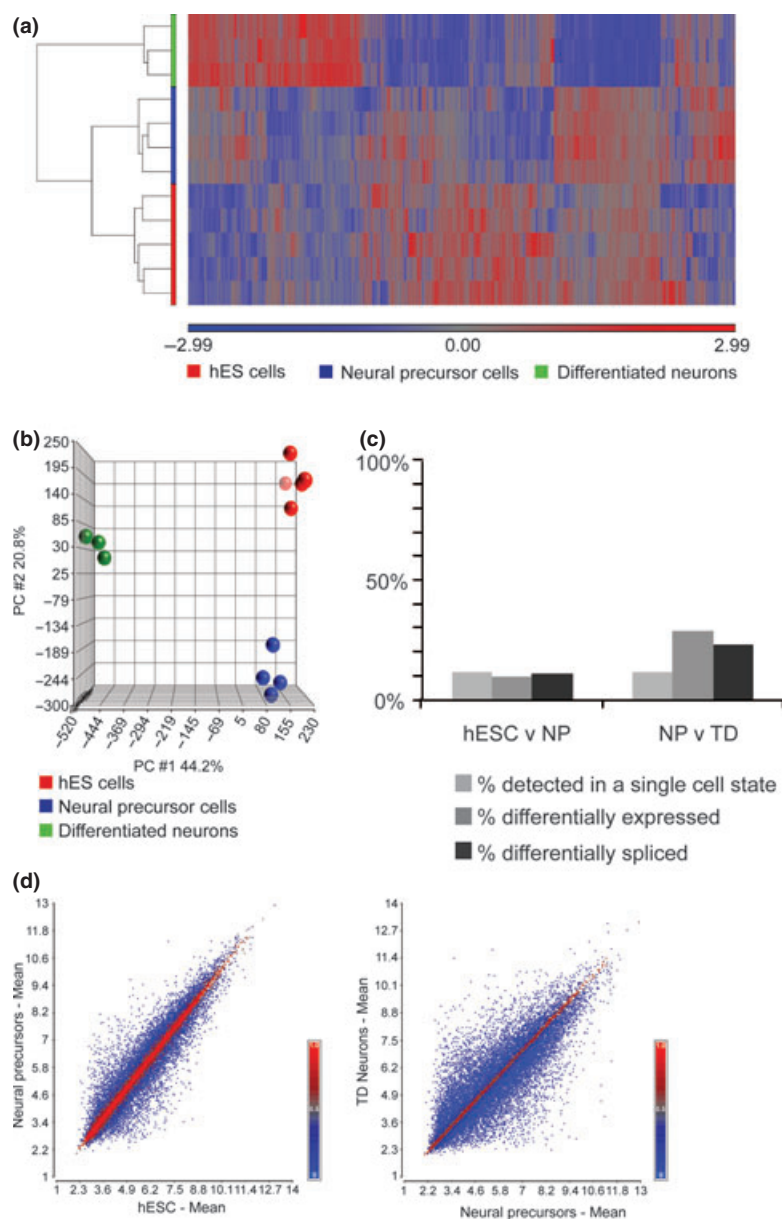 (a)
–2.99 0.00 2.99
hES cells Neural precursor cells Differentiated neurons
(b)
250
195
140
85
30
25
–79
–134
–189
–244
–300
PC #2 20.8%
–520 –444 –369 –294 –219 –145 –69 5 80 155 230
PC #1 44.2%
hES cells
Neural precursor cells
Differentiated neurons
(c)
100%
50%
0%
hESC v NP NP v TD
% detected in a single cell state
% differentially expressed
% differentially spliced
(d)
13
11.8
10.6
9.4
8.2
7
5.8
4.6
3.4
2.2
1
Neural precursors - Mean
1 2.3 3.6 4.9 6.2 7.5 8.8 10.1 11.4 12.7 14
hESC - Mean
14
12.7
11.4
10.1
8.8
7.5
6.2
4.9
3.6
2.3
1
TD Neurons - Mean
1 2.2 3.4 4.6 5.8 7 8.2 9.4 10.6 11.8 13
Neural precursors - Mean